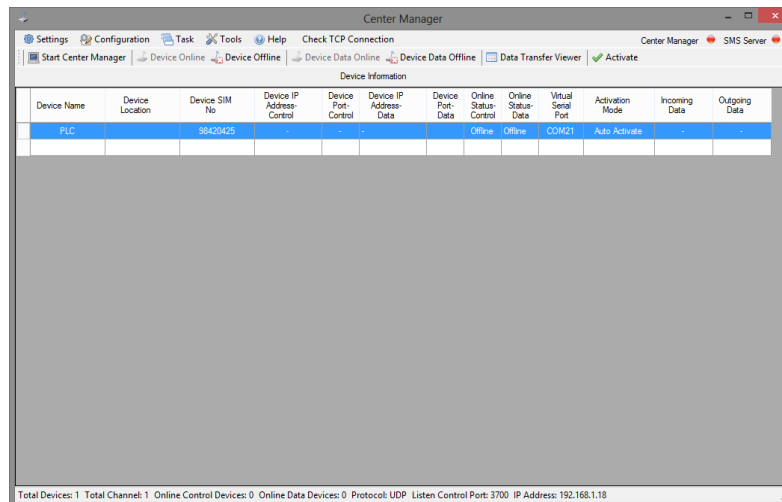 Center Manager
Settings Configuration Task Tools Help Check TCP Connection Center Manager SMS Server
Start Center Manager Device Online Device Offline Device Data Online Device Data Offline Data Transfer Viewer Activate
Device Information
Device Name Device Location Device SIM No Device IP Address-Control Device Port-Control Device IP Address-Data Device Port-Data Online Status-Control Online Status-Data Virtual Serial Port Activation Mode Incoming Data Outgoing Data
PLC 98420425 - - - Offline Offline COM21 Auto Activate - -
Total Devices: 1 Total Channel: 1 Online Control Devices: 0 Online Data Devices: 0 Protocol: UDP Listen Control Port: 3700 IP Address: 192.168.1.18